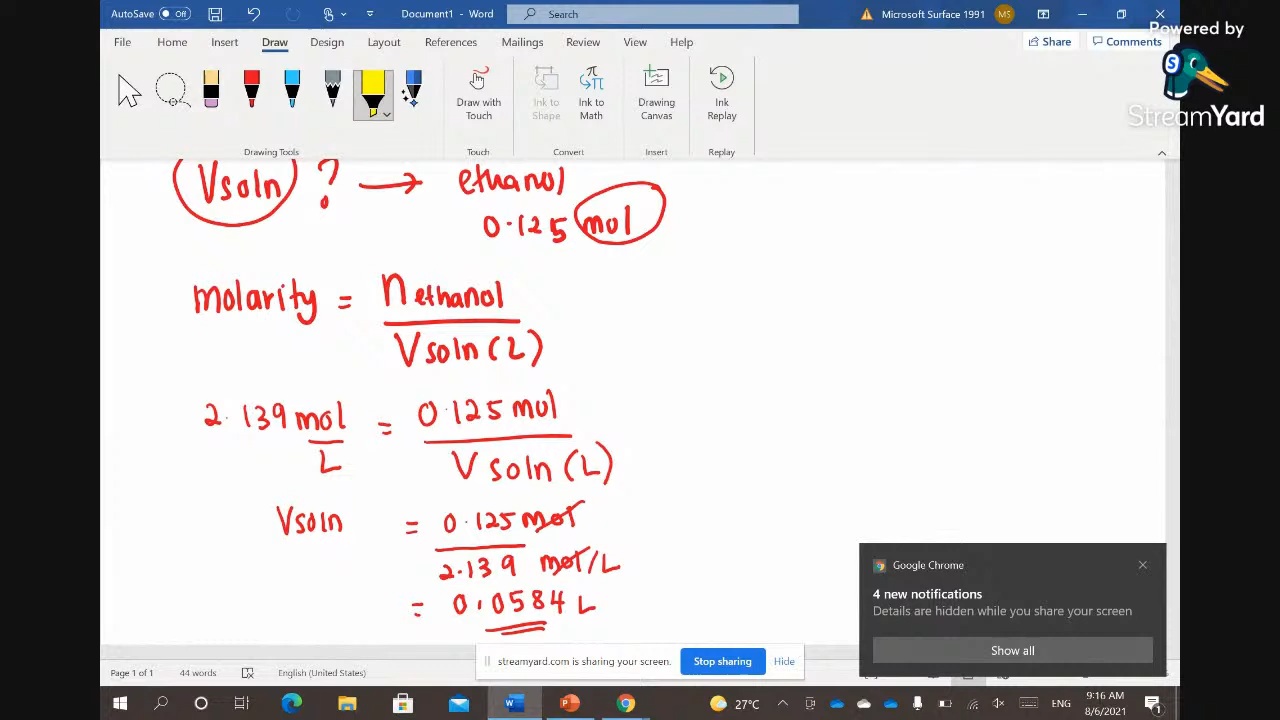 AutoSave Off Document1 - Word Search Microsoft Surface 1991 MS
Powered by
StreamYard
File Home Insert Draw Design Layout References Mailings Review View Help Share Comments
Draw with Touch
Ink to Shape
Ink to Math
Drawing Canvas
Ink Replay
Drawing Tools Touch Convert Insert Replay
Vsoln ? → ethanol
0.125 mol
molarity = n ethanol
V soln (L)
2.139 mol = 0.125 mol
L V soln (L)
Vsoln = 0.125 mol
2.139 mol/L
= 0.0584 L
Google Chrome
4 new notifications
Details are hidden while you share your screen
Show all
streamyard.com is sharing your screen. Stop sharing Hide
Page 1 of 1 44 words English (United States)
27°C ENG 9:16 AM
8/6/2021